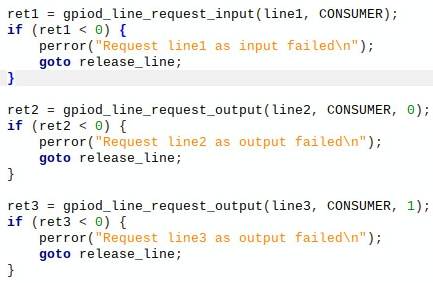 ret1 = gpiod_line_request_input(line1, CONSUMER);
if (ret1 < 0) {
    perror("Request line1 as input failed\n");
    goto release_line;
}

ret2 = gpiod_line_request_output(line2, CONSUMER, 0);
if (ret2 < 0) {
    perror("Request line2 as output failed\n");
    goto release_line;
}

ret3 = gpiod_line_request_output(line3, CONSUMER, 1);
if (ret3 < 0) {
    perror("Request line3 as output failed\n");
    goto release_line;
}